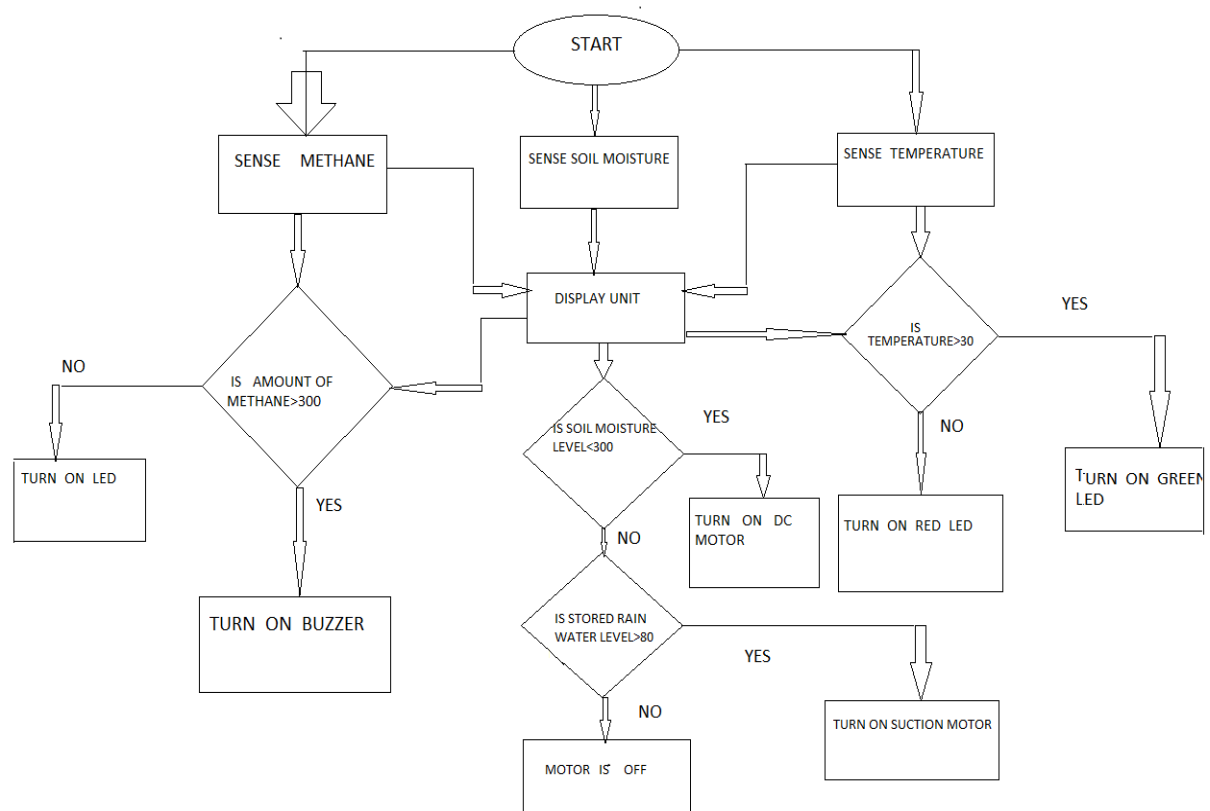 START
SENSE METHANE
SENSE SOIL MOISTURE
SENSE TEMPERATURE
DISPLAY UNIT
YES
IS
TEMPERATURE>30
NO
IS AMOUNT OF
METHANE>300
YES
IS SOIL MOISTURE
LEVEL<300
NO
TURN ON LED
TURN ON GREEN
LED
YES
TURN ON DC
MOTOR
TURN ON RED LED
NO
TURN ON BUZZER
IS STORED RAIN
WATER LEVEL>80
YES
NO
TURN ON SUCTION MOTOR
MOTOR IS OFF